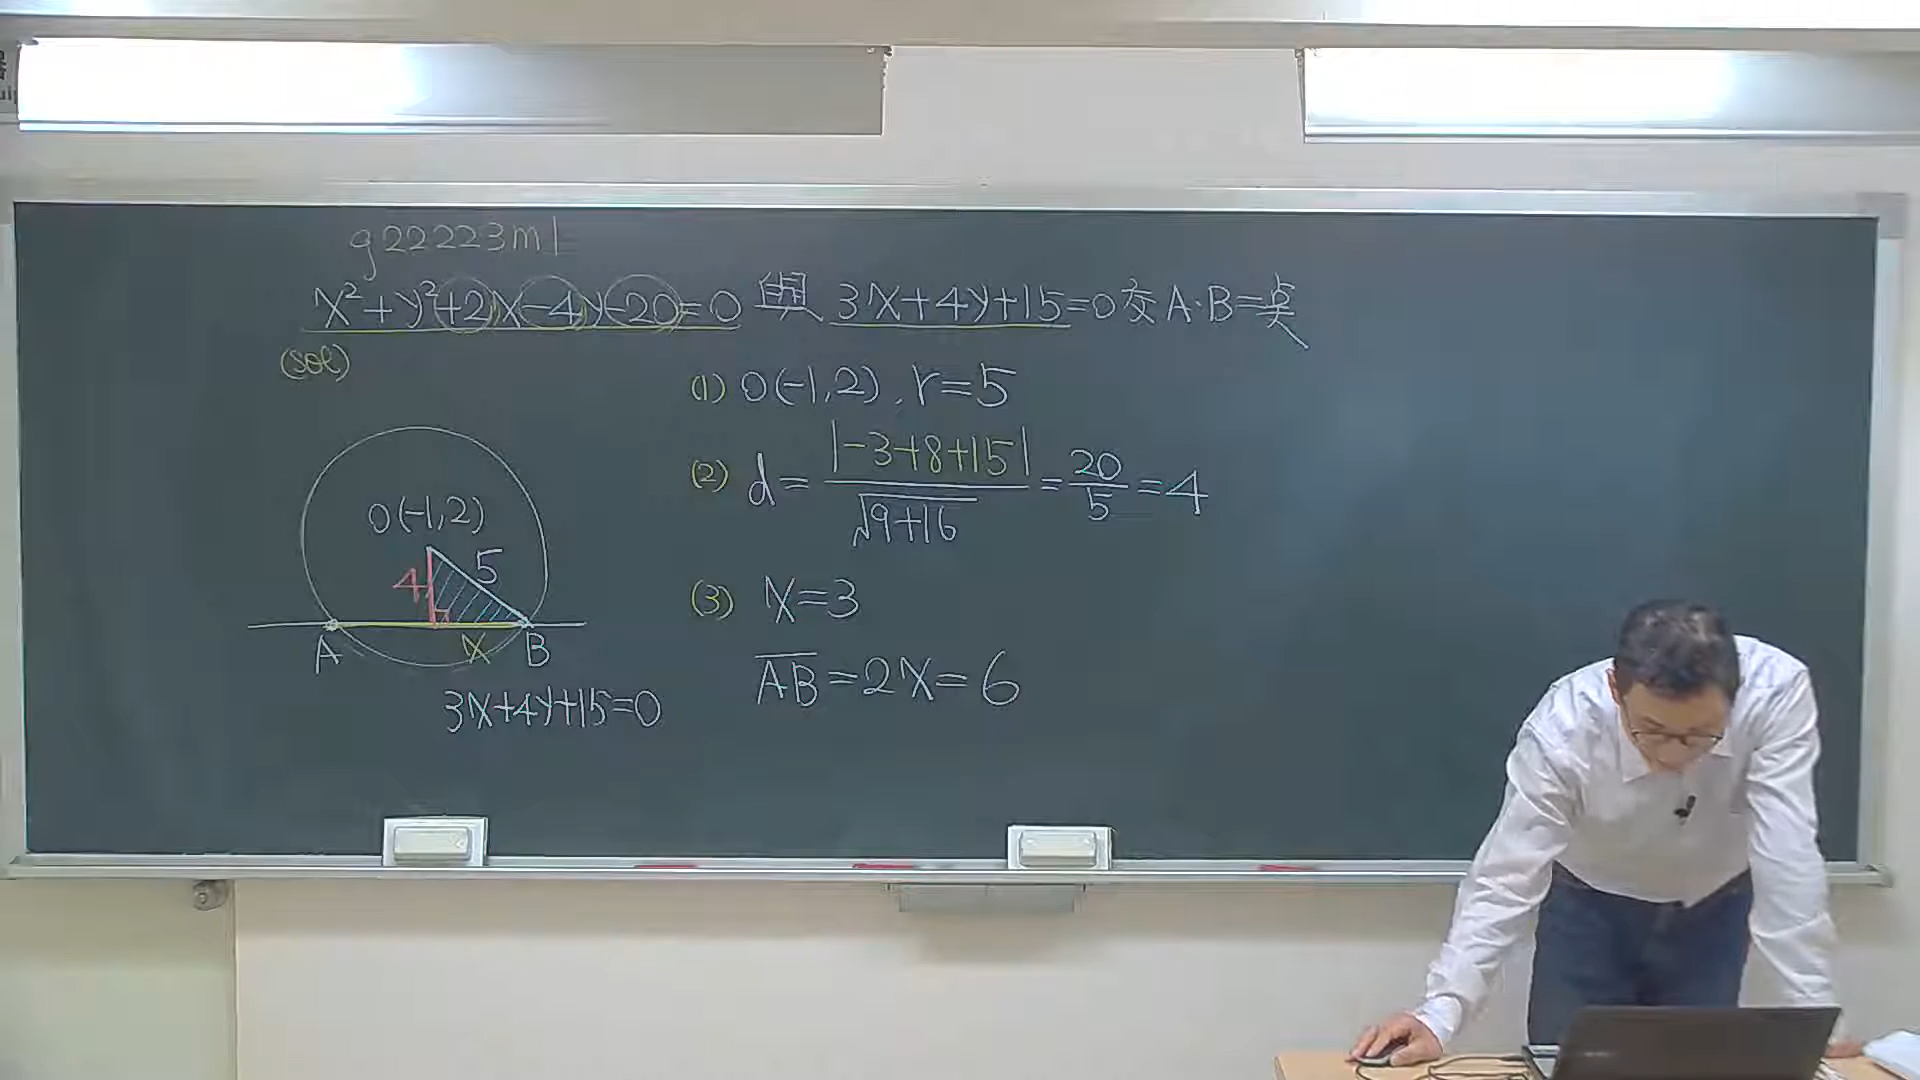 g22223m1
x²+y²+2x-4y-20=0 與 3x+4y+15=0 交 A.B=点
(sol)
(1) O(-1,2), r=5
(2) d= |-3+8+15| / √9+16 = 20/5 =4
O(-1,2)
5
4
A
x
B
3x+4y+15=0
(3) x=3
AB=2x=6